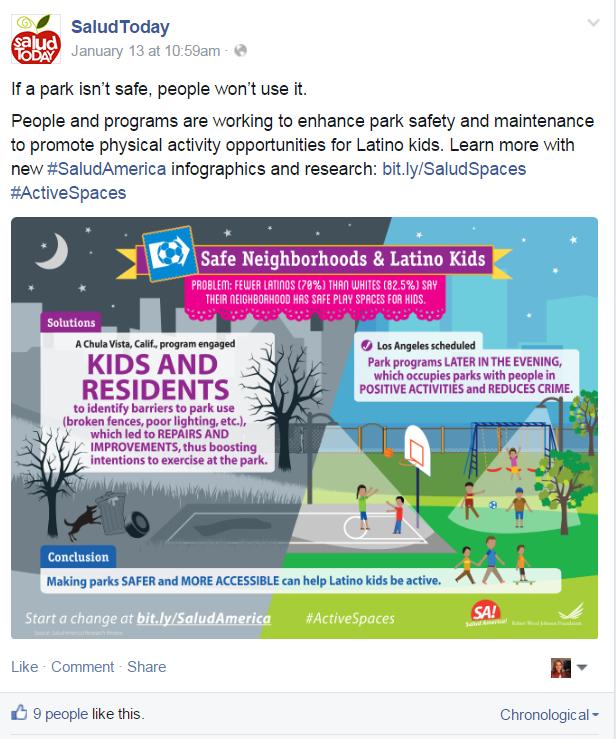 salud
TODAY
SaludToday
January 13 at 10:59am ·
If a park isn't safe, people won't use it.
People and programs are working to enhance park safety and maintenance
to promote physical activity opportunities for Latino kids. Learn more with
new #SaludAmerica infographics and research: bit.ly/SaludSpaces
#ActiveSpaces
Safe Neighborhoods & Latino Kids
PROBLEM: FEWER LATINOS (70%) THAN WHITES (82.5%) SAY
THEIR NEIGHBORHOOD HAS SAFE PLAY SPACES FOR KIDS.
Solutions
A Chula Vista, Calif., program engaged
KIDS AND
RESIDENTS
to identify barriers to park use
(broken fences, poor lighting, etc.),
which led to REPAIRS AND
IMPROVEMENTS, thus boosting
intentions to exercise at the park.
Los Angeles scheduled
Park programs LATER IN THE EVENING,
which occupies parks with people in
POSITIVE ACTIVITIES and REDUCES CRIME.
Conclusion
Making parks SAFER and MORE ACCESSIBLE can help Latino kids be active.
Start a change at bit.ly/SaludAmerica
#ActiveSpaces
SA!
Salud America!
Robert Wood Johnson Foundation
Source: Salud America! Research Review
Like · Comment · Share
9 people like this.
Chronological